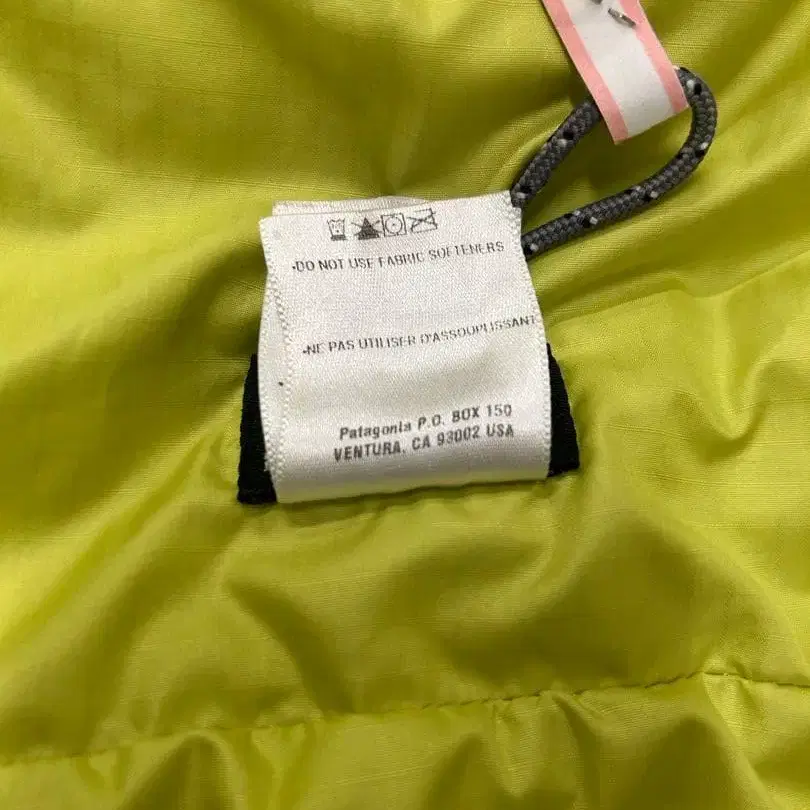 •DO NOT USE FABRIC SOFTENERS
•NE PAS UTILISER D'ASSOUPLISSANT
Patagonia P.O. BOX 150
VENTURA, CA 93002 USA